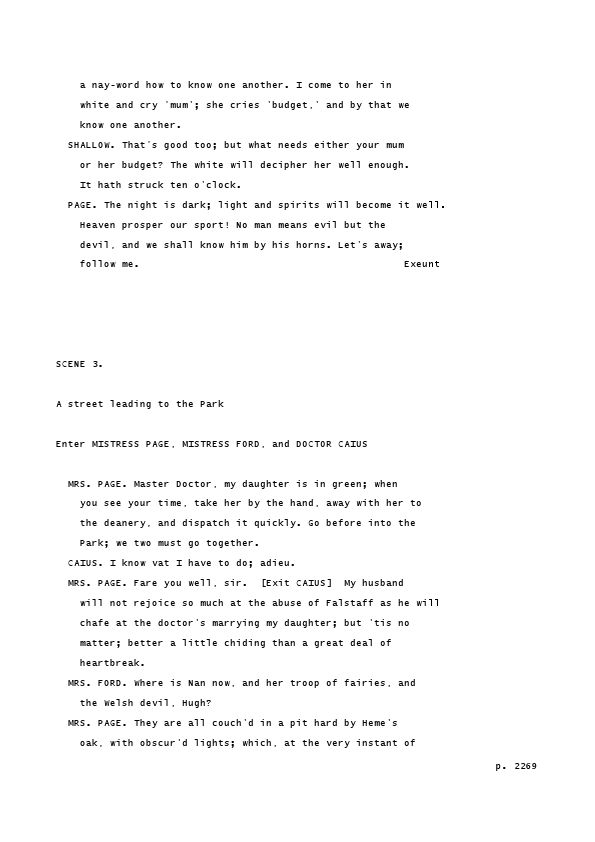 a nay-word how to know one another. I come to her in
white and cry 'mum'; she cries 'budget,' and by that we
know one another.
SHALLOW. That's good too; but what needs either your mum
or her budget? The white will decipher her well enough.
It hath struck ten o'clock.
PAGE. The night is dark; light and spirits will become it well.
Heaven prosper our sport! No man means evil but the
devil, and we shall know him by his horns. Let's away;
follow me. Exeunt
SCENE 3.
A street leading to the Park
Enter MISTRESS PAGE, MISTRESS FORD, and DOCTOR CAIUS
MRS. PAGE. Master Doctor, my daughter is in green; when
you see your time, take her by the hand, away with her to
the deanery, and dispatch it quickly. Go before into the
Park; we two must go together.
CAIUS. I know vat I have to do; adieu.
MRS. PAGE. Fare you well, sir. [Exit CAIUS] My husband
will not rejoice so much at the abuse of Falstaff as he will
chafe at the doctor's marrying my daughter; but 'tis no
matter; better a little chiding than a great deal of
heartbreak.
MRS. FORD. Where is Nan now, and her troop of fairies, and
the Welsh devil, Hugh?
MRS. PAGE. They are all couch'd in a pit hard by Heme's
oak, with obscur'd lights; which, at the very instant of
p. 2269